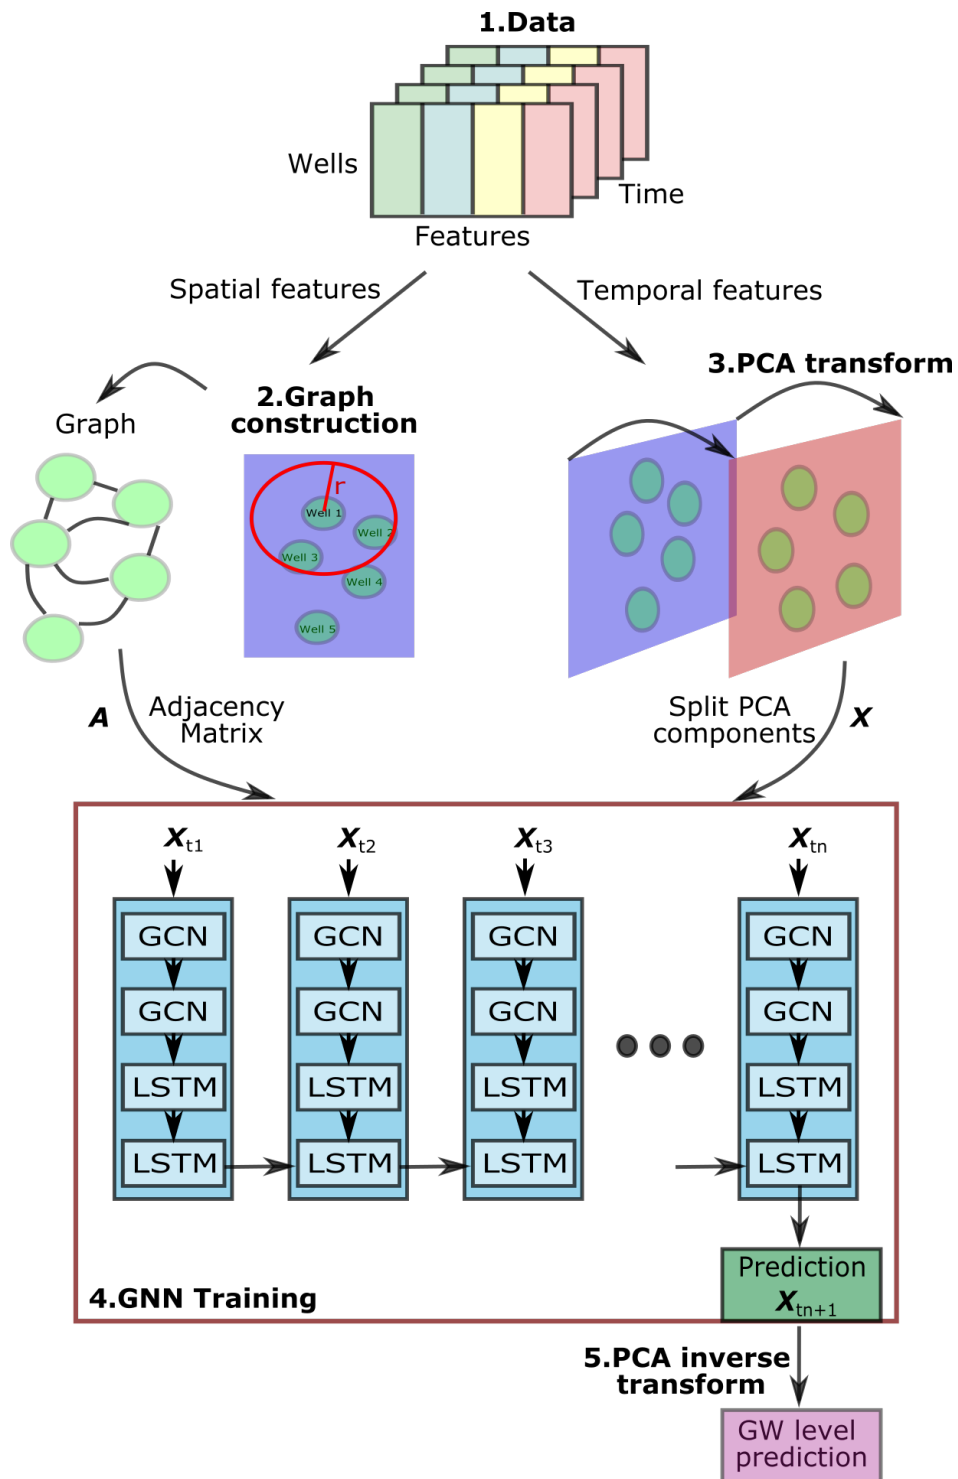 1.Data
Wells
Time
Features
Spatial features
Temporal features
3.PCA transform
2.Graph
construction
Graph
r
Well 1
Well 2
Well 3
Well 4
Well 5
A
Adjacency
Matrix
Split PCA
components
X
Xt1
Xt2
Xt3
Xtn
GCN
GCN
GCN
GCN
GCN
GCN
GCN
GCN
LSTM
LSTM
LSTM
LSTM
LSTM
LSTM
LSTM
LSTM
Prediction
Xtn+1
4.GNN Training
5.PCA inverse
transform
GW level
prediction